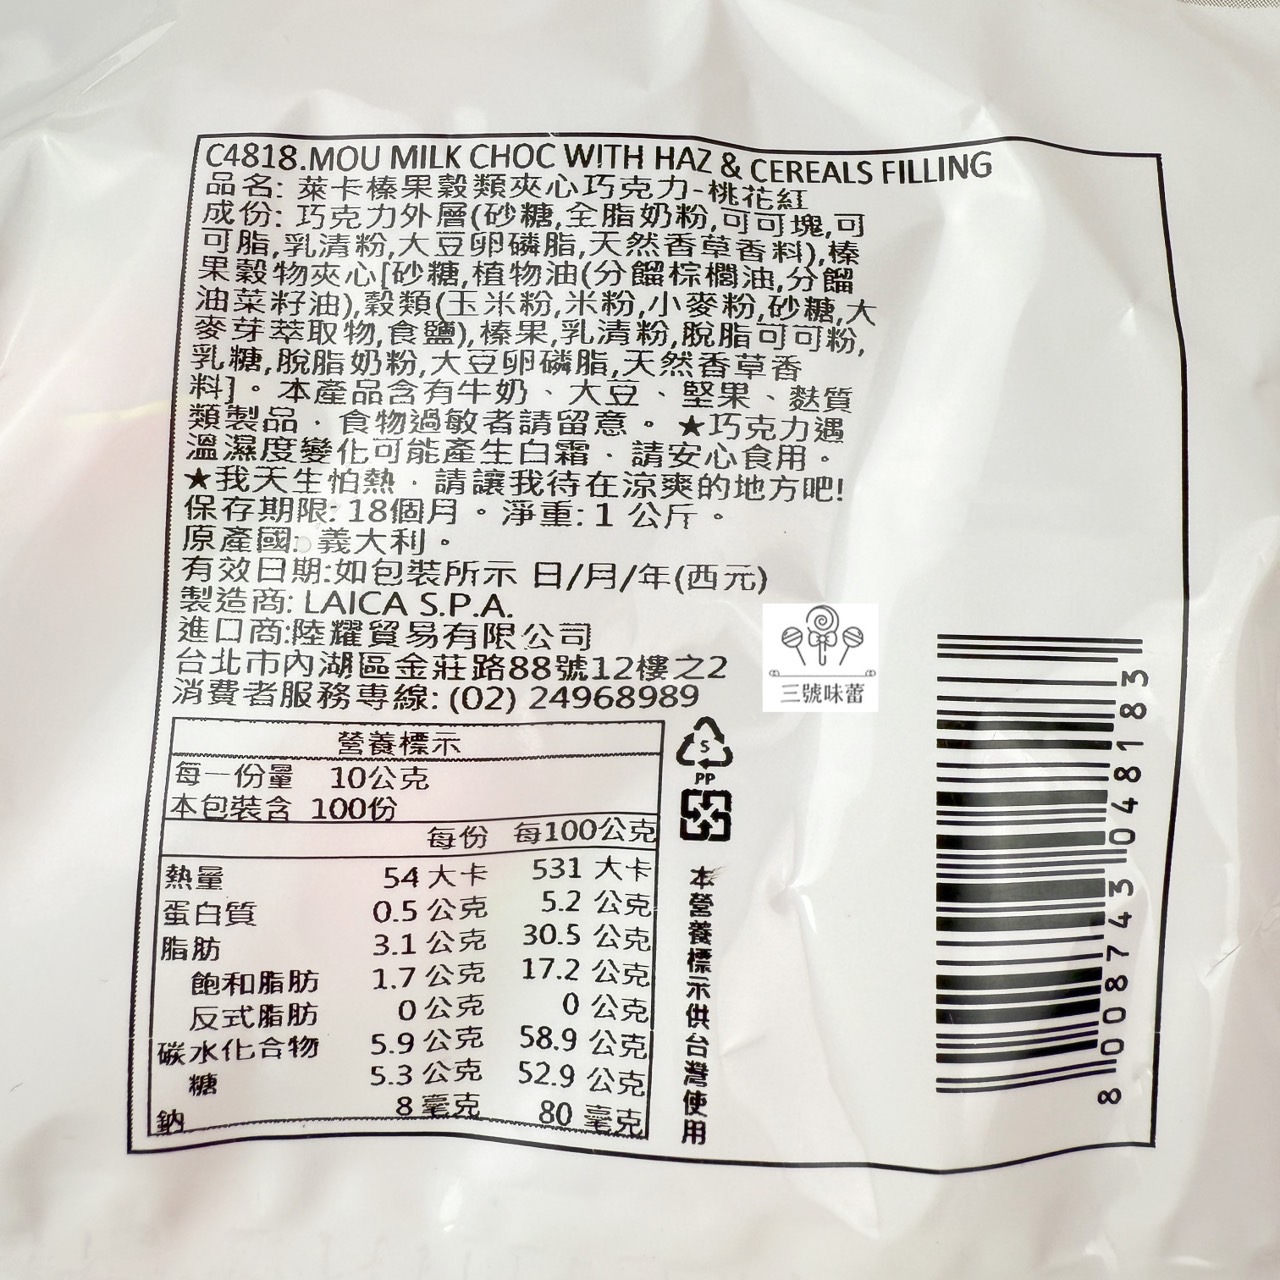 C4818.MOU MILK CHOC WITH HAZ & CEREALS FILLING
品名: 萊卡榛果穀類夾心巧克力-桃花紅
成份: 巧克力外層(砂糖,全脂奶粉,可可塊,可
可脂,乳清粉,大豆卵磷脂,天然香草香料),榛
果穀物夾心[砂糖,植物油(分餾棕櫚油,分餾
油菜籽油),穀類(玉米粉,米粉,小麥粉,砂糖,大
麥芽萃取物,食鹽),榛果,乳清粉,脫脂可可粉,
乳糖,脫脂奶粉,大豆卵磷脂,天然香草香
料]。本產品含有牛奶、大豆、堅果、麩質
類製品，食物過敏者請留意。★巧克力遇
溫濕度變化可能產生白霜、請安心食用。
★我天生怕熱，請讓我待在涼爽的地方吧!
保存期限: 18個月。淨重: 1 公斤。
原產國: 義大利。
有效日期:如包裝所示 日/月/年(西元)
製造商: LAICA S.P.A.
進口商:陸耀貿易有限公司
台北市內湖區金莊路88號12樓之2
消費者服務專線: (02) 24968989
三號味蕾
營養標示
每一份量 10公克
本包裝含 100份
每份 每100公克
熱量 54 大卡 531 大卡
蛋白質 0.5 公克 5.2 公克
脂肪 3.1 公克 30.5 公克
飽和脂肪 1.7 公克 17.2 公克
反式脂肪 0 公克 0 公克
碳水化合物 5.9 公克 58.9 公克
糖 5.3 公克 52.9 公克
鈉 8 毫克 80 毫克
5
PP
本營養標示供台灣使用
8 008743 048183